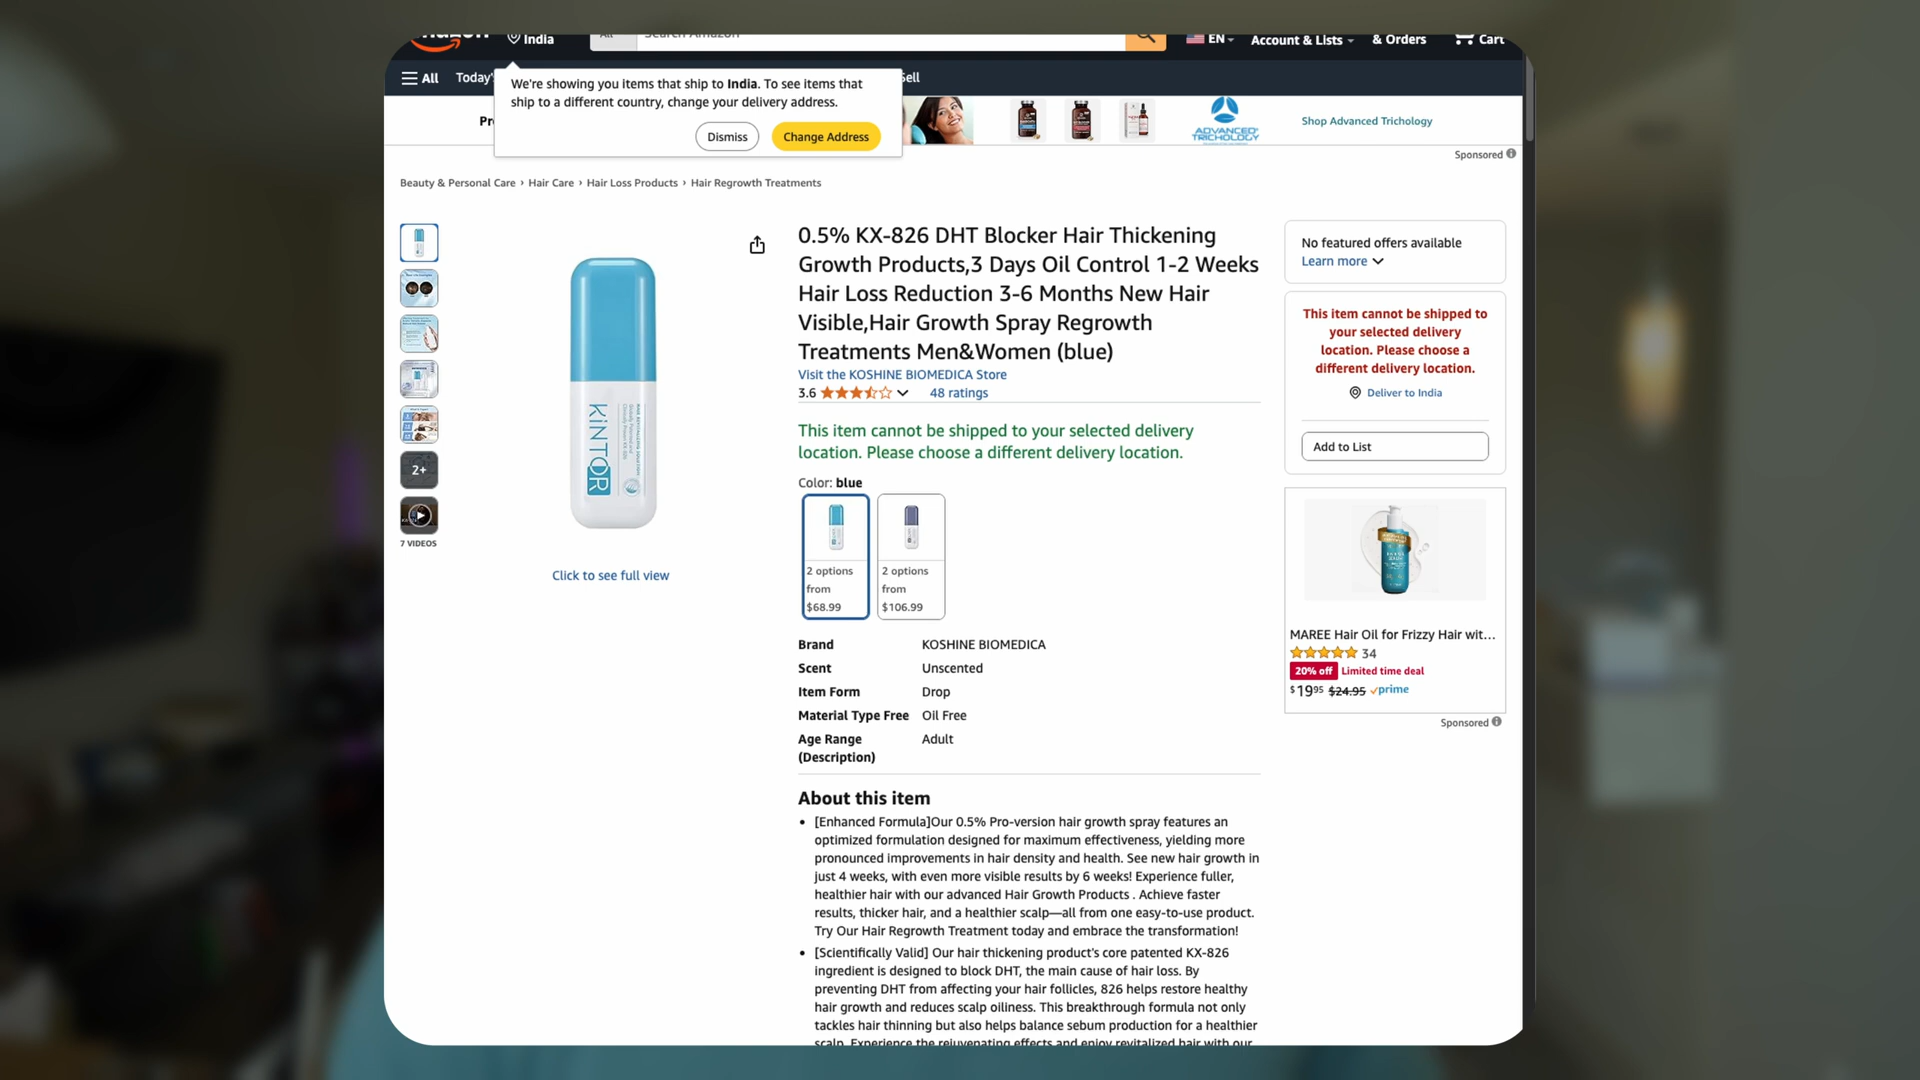 India
EN
Account & Lists
& Orders
Cart
All
Sell
We're showing you items that ship to India. To see items that
ship to a different country, change your delivery address.
Dismiss
Change Address
ADVANCED
TRICHOLOGY
Shop Advanced Trichology
Sponsored
Beauty & Personal Care › Hair Care › Hair Loss Products › Hair Regrowth Treatments
2+
7 VIDEOS
KiNTOR
Click to see full view
0.5% KX-826 DHT Blocker Hair Thickening
Growth Products,3 Days Oil Control 1-2 Weeks
Hair Loss Reduction 3-6 Months New Hair
Visible,Hair Growth Spray Regrowth
Treatments Men&Women (blue)
Visit the KOSHINE BIOMEDICA Store
3.6
48 ratings
This item cannot be shipped to your selected delivery
location. Please choose a different delivery location.
Color: blue
2 options
from
$68.99
2 options
from
$106.99
Brand KOSHINE BIOMEDICA
Scent Unscented
Item Form Drop
Material Type Free Oil Free
Age Range Adult
(Description)
About this item
• [Enhanced Formula]Our 0.5% Pro-version hair growth spray features an
optimized formulation designed for maximum effectiveness, yielding more
pronounced improvements in hair density and health. See new hair growth in
just 4 weeks, with even more visible results by 6 weeks! Experience fuller,
healthier hair with our advanced Hair Growth Products . Achieve faster
results, thicker hair, and a healthier scalp—all from one easy-to-use product.
Try Our Hair Regrowth Treatment today and embrace the transformation!
• [Scientifically Valid] Our hair thickening product's core patented KX-826
ingredient is designed to block DHT, the main cause of hair loss. By
preventing DHT from affecting your hair follicles, 826 helps restore healthy
hair growth and reduces scalp oiliness. This breakthrough formula not only
tackles hair thinning but also helps balance sebum production for a healthier
scalp. Experience the rejuvenating effects and enjoy revitalized hair with our
No featured offers available
Learn more
This item cannot be shipped to
your selected delivery
location. Please choose a
different delivery location.
Deliver to India
Add to List
MAREE Hair Oil for Frizzy Hair wit...
34
20% off Limited time deal
$19.95 $24.95 prime
Sponsored